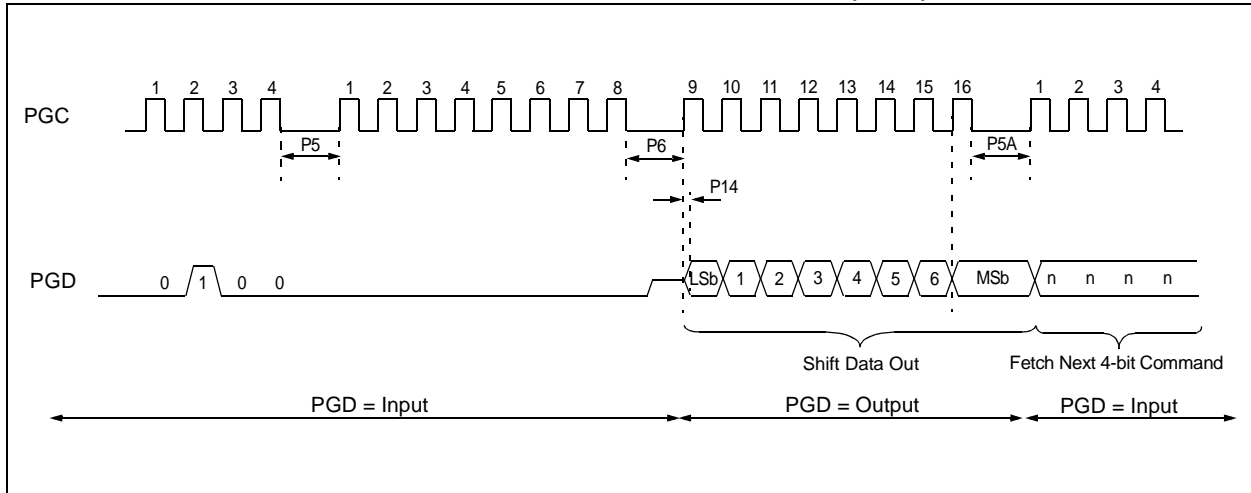 1 2 3 4 1 2 3 4 5 6 7 8 9 10 11 12 13 14 15 16 1 2 3 4
PGC
P5 P6 P5A
P14
PGD 0 1 0 0 LSb 1 2 3 4 5 6 MSb n n n n
Shift Data Out Fetch Next 4-bit Command
PGD = Input PGD = Output PGD = Input